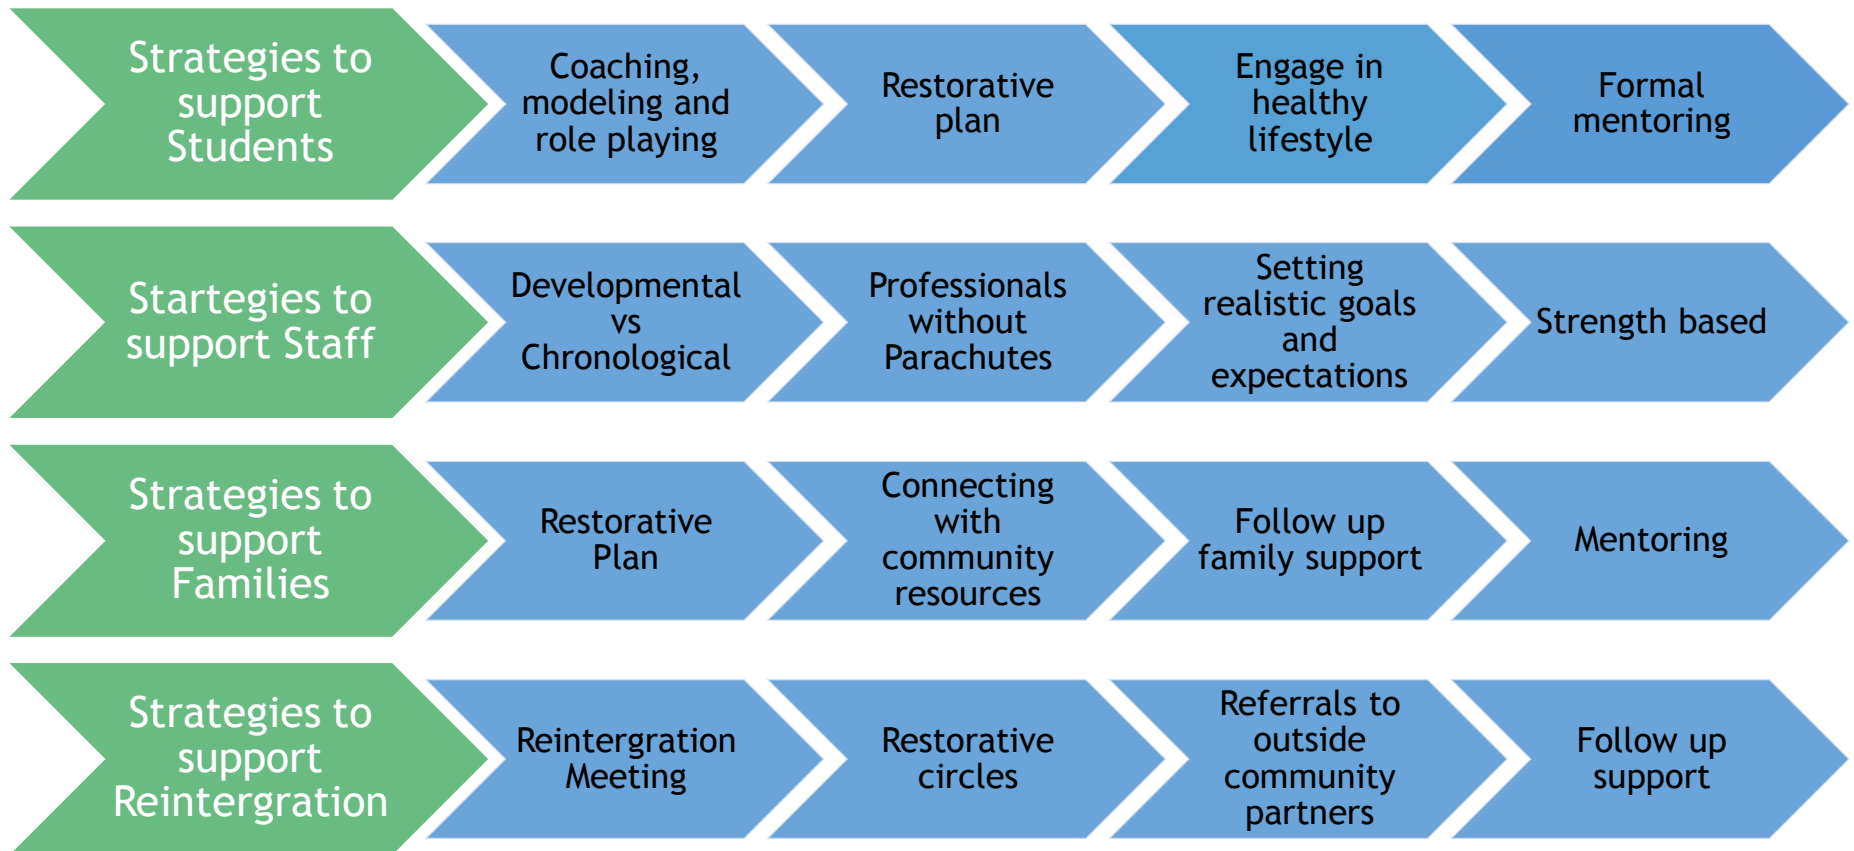 Strategies to
support
Students
Coaching,
modeling and
role playing
Restorative
plan
Engage in
healthy
lifestyle
Formal
mentoring
Startegies to
support Staff
Developmental
vs
Chronological
Professionals
without
Parachutes
Setting
realistic goals
and
expectations
Strength based
Strategies to
support
Families
Restorative
Plan
Connecting
with
community
resources
Follow up
family support
Mentoring
Strategies to
support
Reintergration
Reintergration
Meeting
Restorative
circles
Referrals to
outside
community
partners
Follow up
support